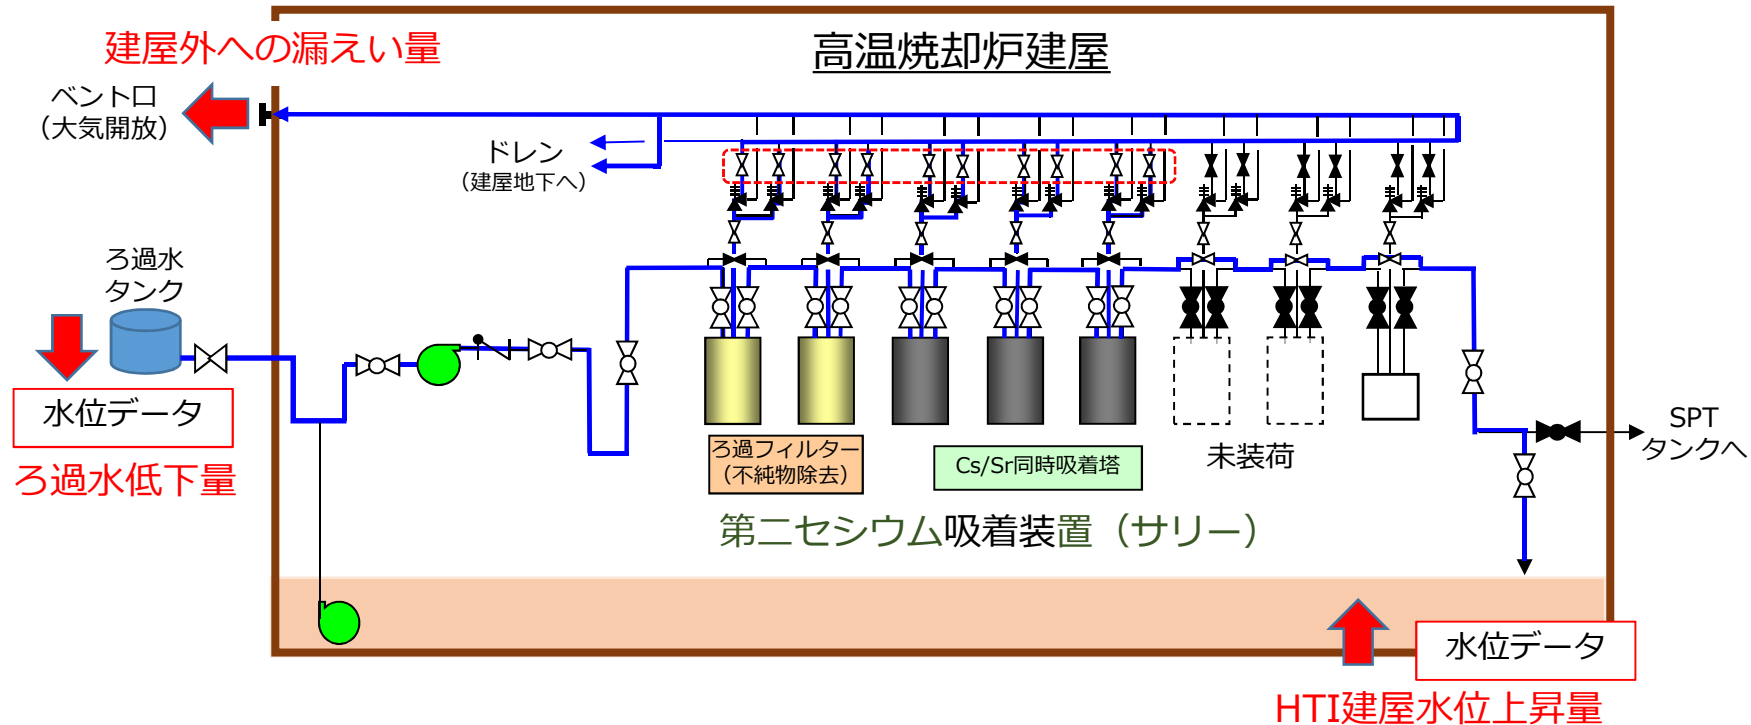 建屋外への漏えい量
高温焼却炉建屋
ベント口
（大気開放）
ドレン
（建屋地下へ）
ろ過水
タンク
水位データ
ろ過水低下量
ろ過フィルター
（不純物除去）
Cs/Sr同時吸着塔
未装荷
SPT
タンクへ
第二セシウム吸着装置（サリー）
水位データ
HTI建屋水位上昇量